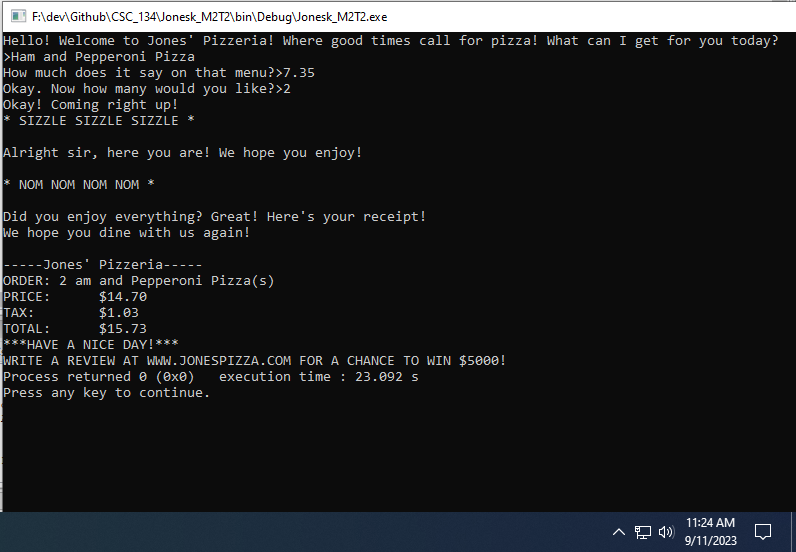 F:\dev\Github\CSC_134\Jonesk_M2T2\bin\Debug\Jonesk_M2T2.exe
Hello! Welcome to Jones' Pizzeria! Where good times call for pizza! What can I get for you today?
>Ham and Pepperoni Pizza
How much does it say on that menu?>7.35
Okay. Now how many would you like?>2
Okay! Coming right up!
* SIZZLE SIZZLE SIZZLE *
Alright sir, here you are! We hope you enjoy!
* NOM NOM NOM NOM *
Did you enjoy everything? Great! Here's your receipt!
We hope you dine with us again!
-----Jones' Pizzeria-----
ORDER: 2 am and Pepperoni Pizza(s)
PRICE:      $14.70
TAX:        $1.03
TOTAL:      $15.73
***HAVE A NICE DAY!***
WRITE A REVIEW AT WWW.JONESPIZZA.COM FOR A CHANCE TO WIN $5000!
Process returned 0 (0x0)   execution time : 23.092 s
Press any key to continue.
11:24 AM
9/11/2023